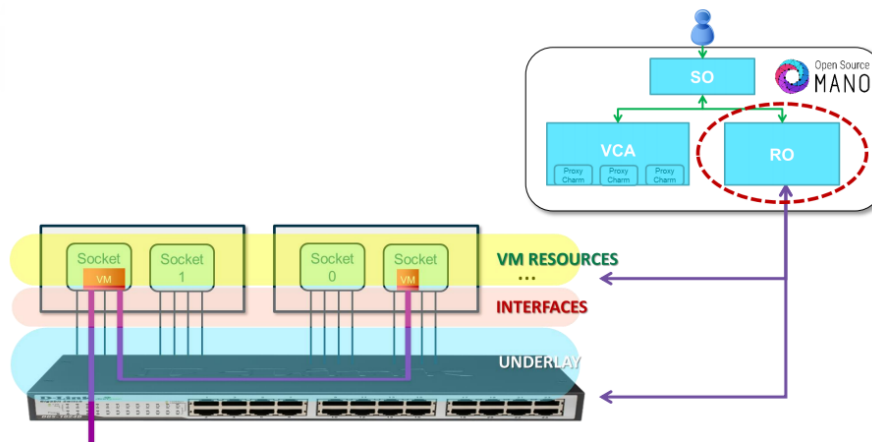 SO
Open Source
MANO
VCA
RO
Proxy
Charm
Proxy
Charm
Proxy
Charm
Socket
VM
Socket
1
Socket
0
Socket
VM
VM RESOURCES
...
INTERFACES
UNDERLAY
D-Link